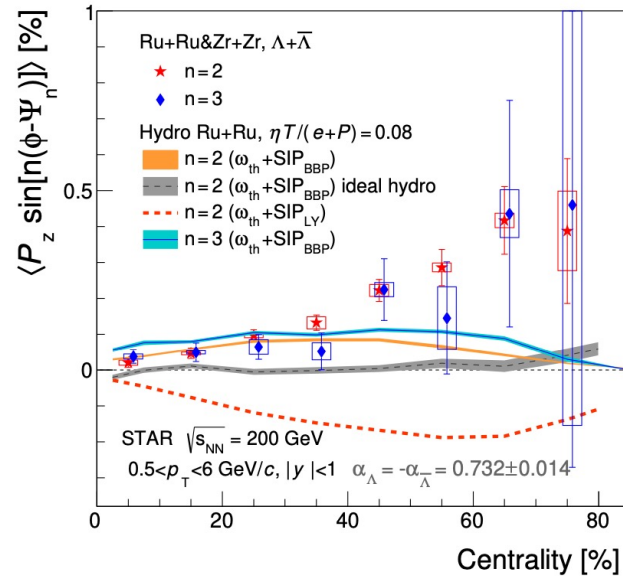 ⟨P_z sin[n(ϕ-Ψ_n)]⟩ [%]
1
0.5
0
Ru+Ru&Zr+Zr, Λ+Λ̅
n=2
n=3
Hydro Ru+Ru, ηT/(e+P)=0.08
n=2 (ω_th+SIP_BBP)
n=2 (ω_th+SIP_BBP) ideal hydro
n=2 (ω_th+SIP_LY)
n=3 (ω_th+SIP_BBP)
STAR √s_NN = 200 GeV
0.5<p_T<6 GeV/c, |y|<1 α_Λ = -α_Λ̅ = 0.732±0.014
0 20 40 60 80
Centrality [%]